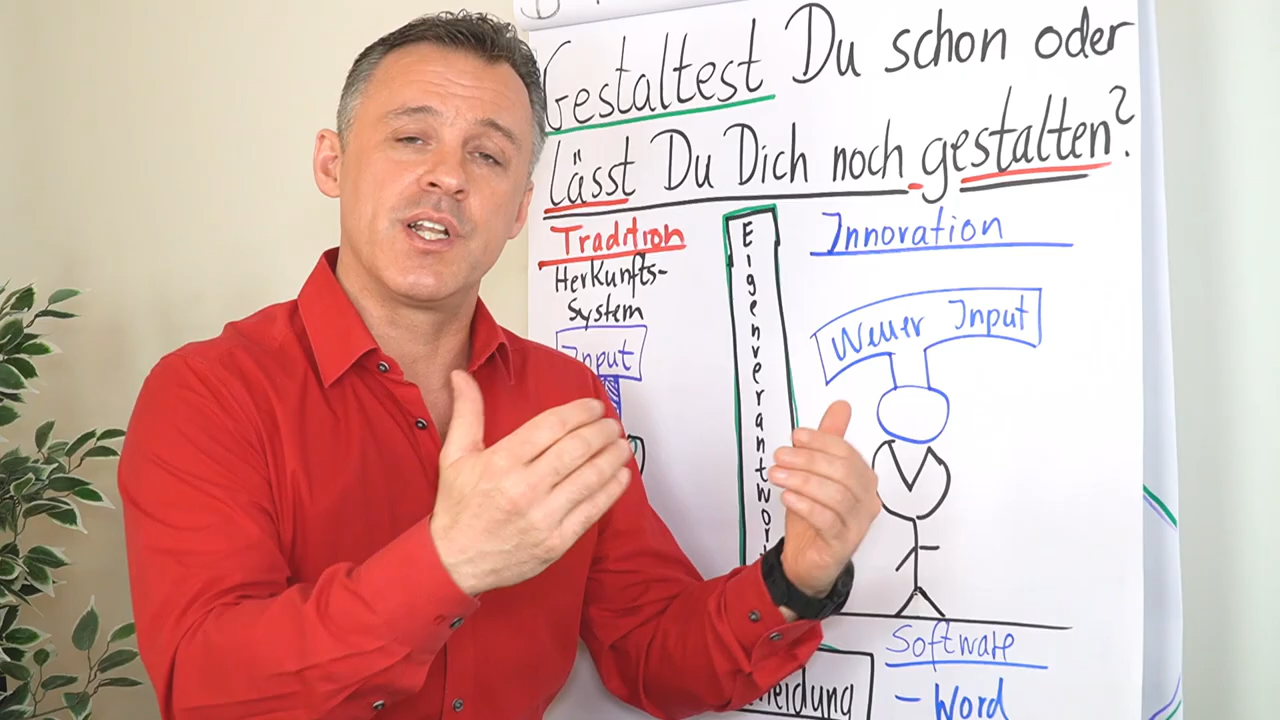 Gestaltest Du schon oder
lässt Du Dich noch gestalten?
Tradition
Herkunfts-
System
Input
Eigenverantwort
Innovation
Neuer Input
Software
- Word